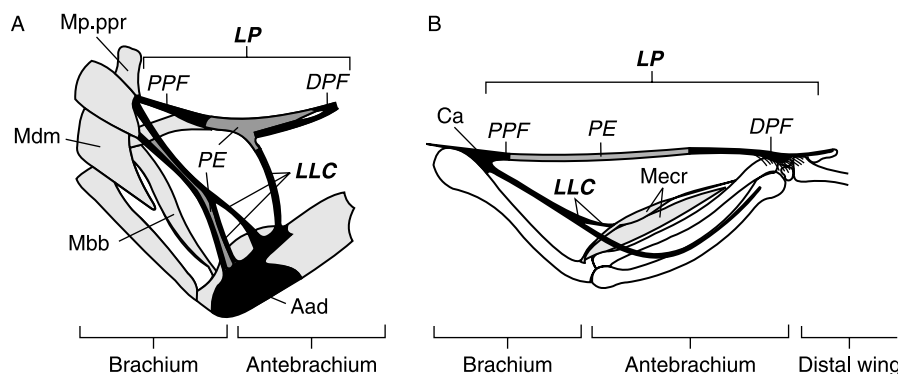 A
Mp.ppr
LP
PPF
DPF
Mdm
PE
LLC
Mbb
Aad
Brachium
Antebrachium
B
LP
Ca
PPF
PE
DPF
LLC
Mecr
Brachium
Antebrachium
Distal wing